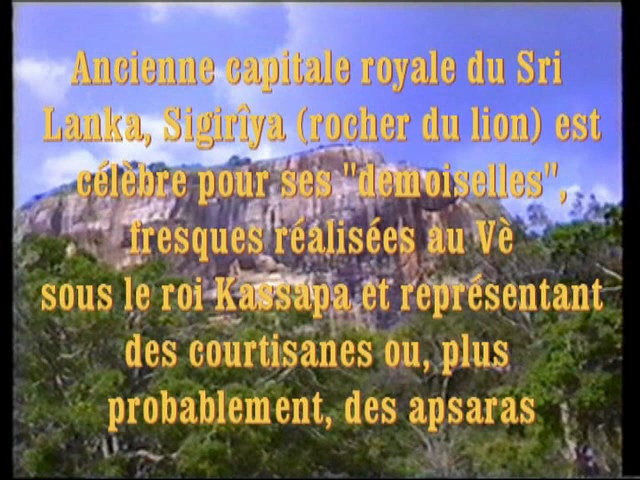 Ancienne capitale royale du Sri
Lanka, Sigirîya (rocher du lion) est
célèbre pour ses "demoiselles",
fresques réalisées au Vè
sous le roi Kassapa et représentant
des courtisanes ou, plus
probablement, des apsaras